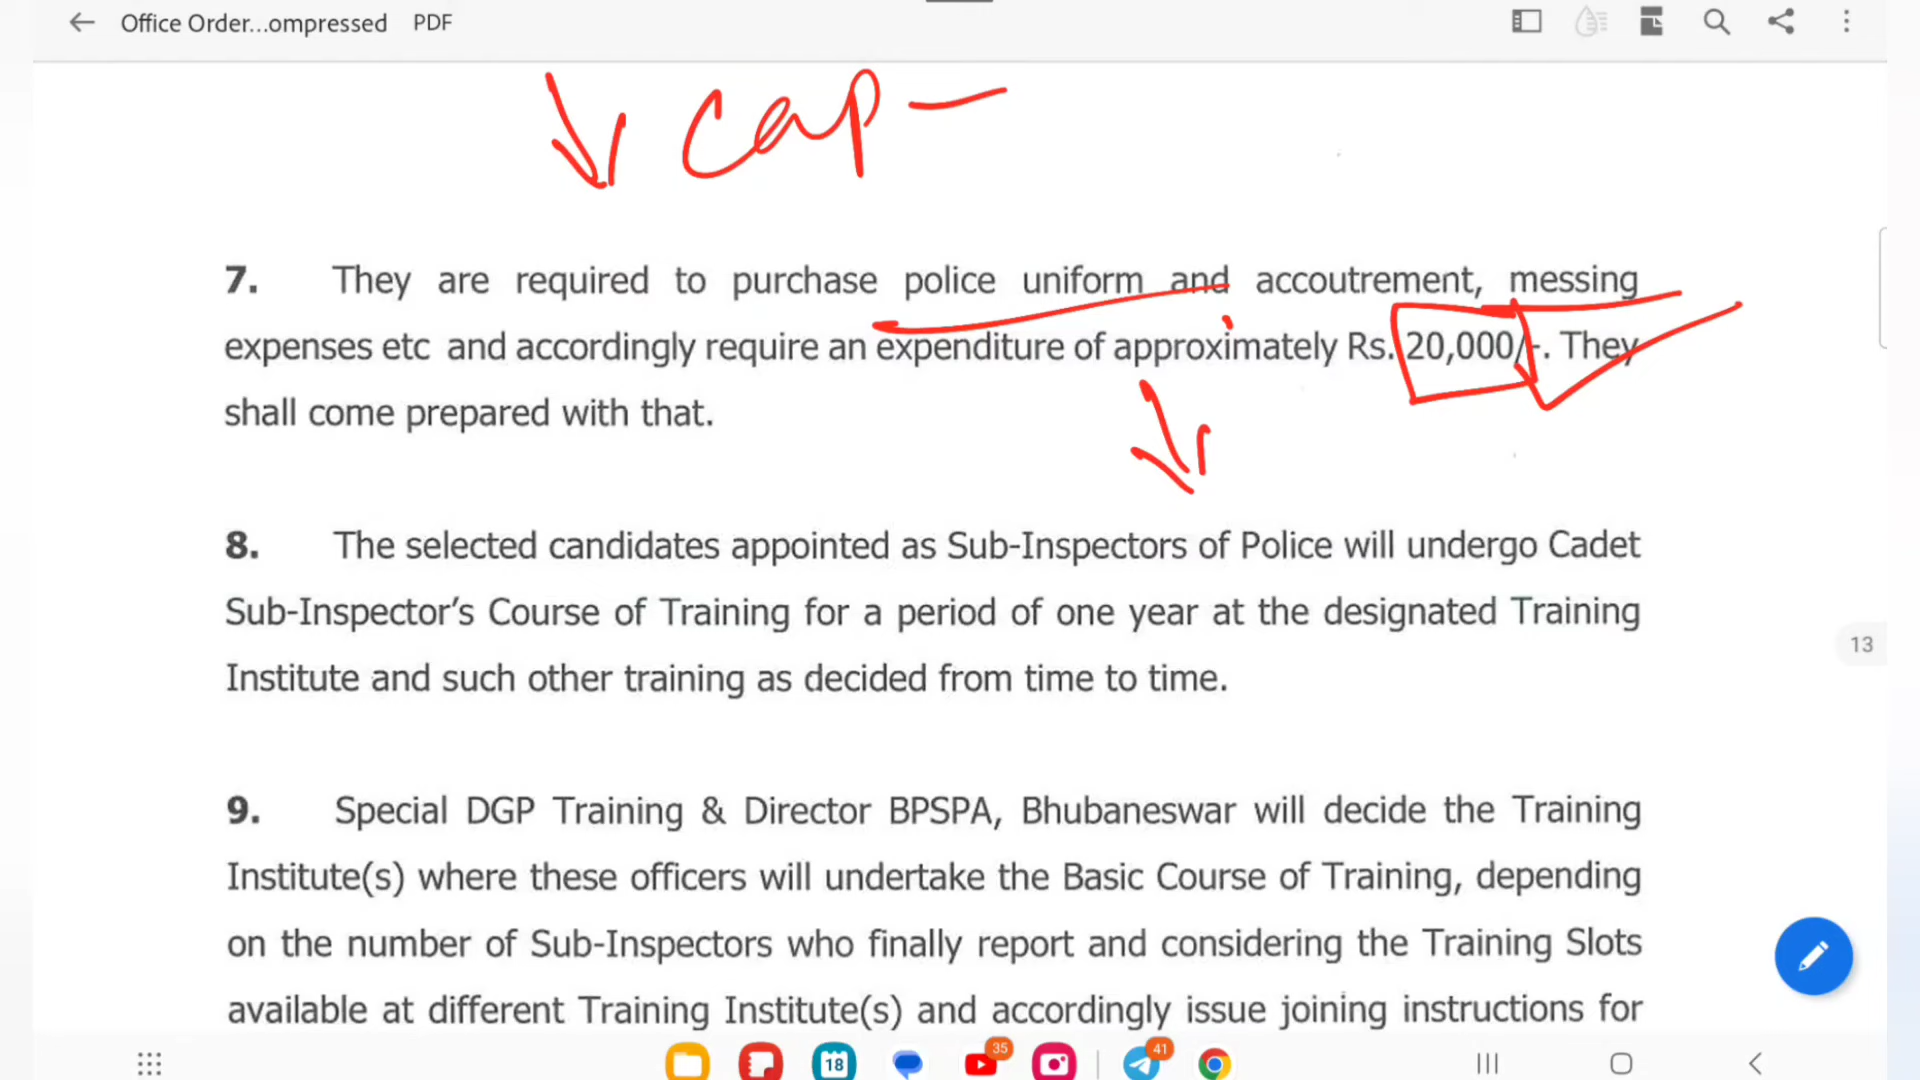 Office Order...ompressed PDF
cap
7. They are required to purchase police uniform and accoutrement, messing
expenses etc and accordingly require an expenditure of approximately Rs. 20,000/-. They
shall come prepared with that.
8. The selected candidates appointed as Sub-Inspectors of Police will undergo Cadet
Sub-Inspector’s Course of Training for a period of one year at the designated Training
Institute and such other training as decided from time to time.
13
9. Special DGP Training & Director BPSPA, Bhubaneswar will decide the Training
Institute(s) where these officers will undertake the Basic Course of Training, depending
on the number of Sub-Inspectors who finally report and considering the Training Slots
available at different Training Institute(s) and accordingly issue joining instructions for
18 35 41